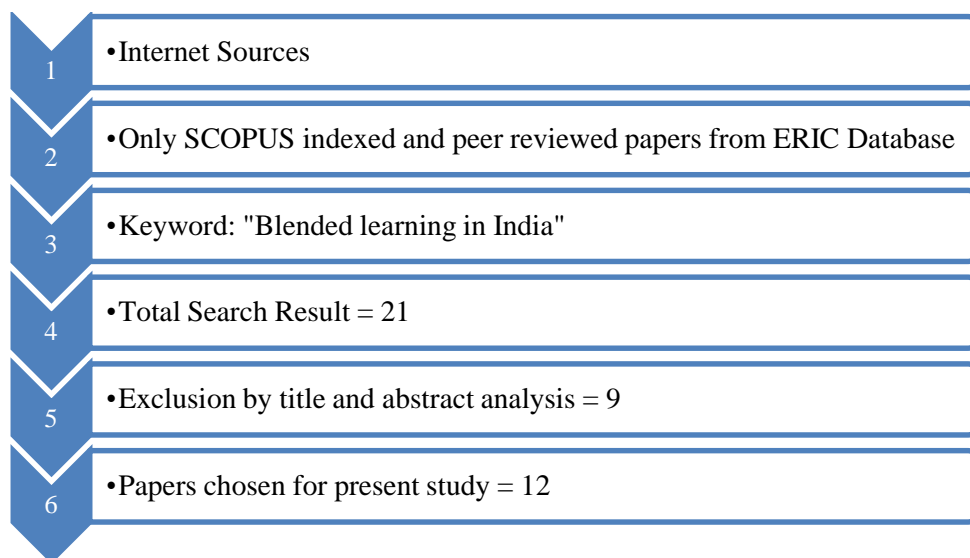 1
•Internet Sources
2
•Only SCOPUS indexed and peer reviewed papers from ERIC Database
3
•Keyword: "Blended learning in India"
4
•Total Search Result = 21
5
•Exclusion by title and abstract analysis = 9
6
•Papers chosen for present study = 12